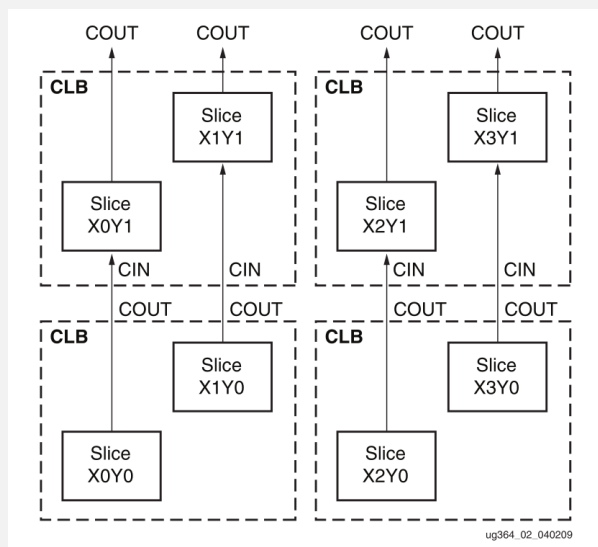 COUT COUT COUT COUT
CLB CLB
Slice
X1Y1
Slice
X3Y1
Slice
X0Y1
Slice
X2Y1
CIN CIN CIN CIN
COUT COUT COUT COUT
CLB CLB
Slice
X1Y0
Slice
X3Y0
Slice
X0Y0
Slice
X2Y0
ug364_02_040209